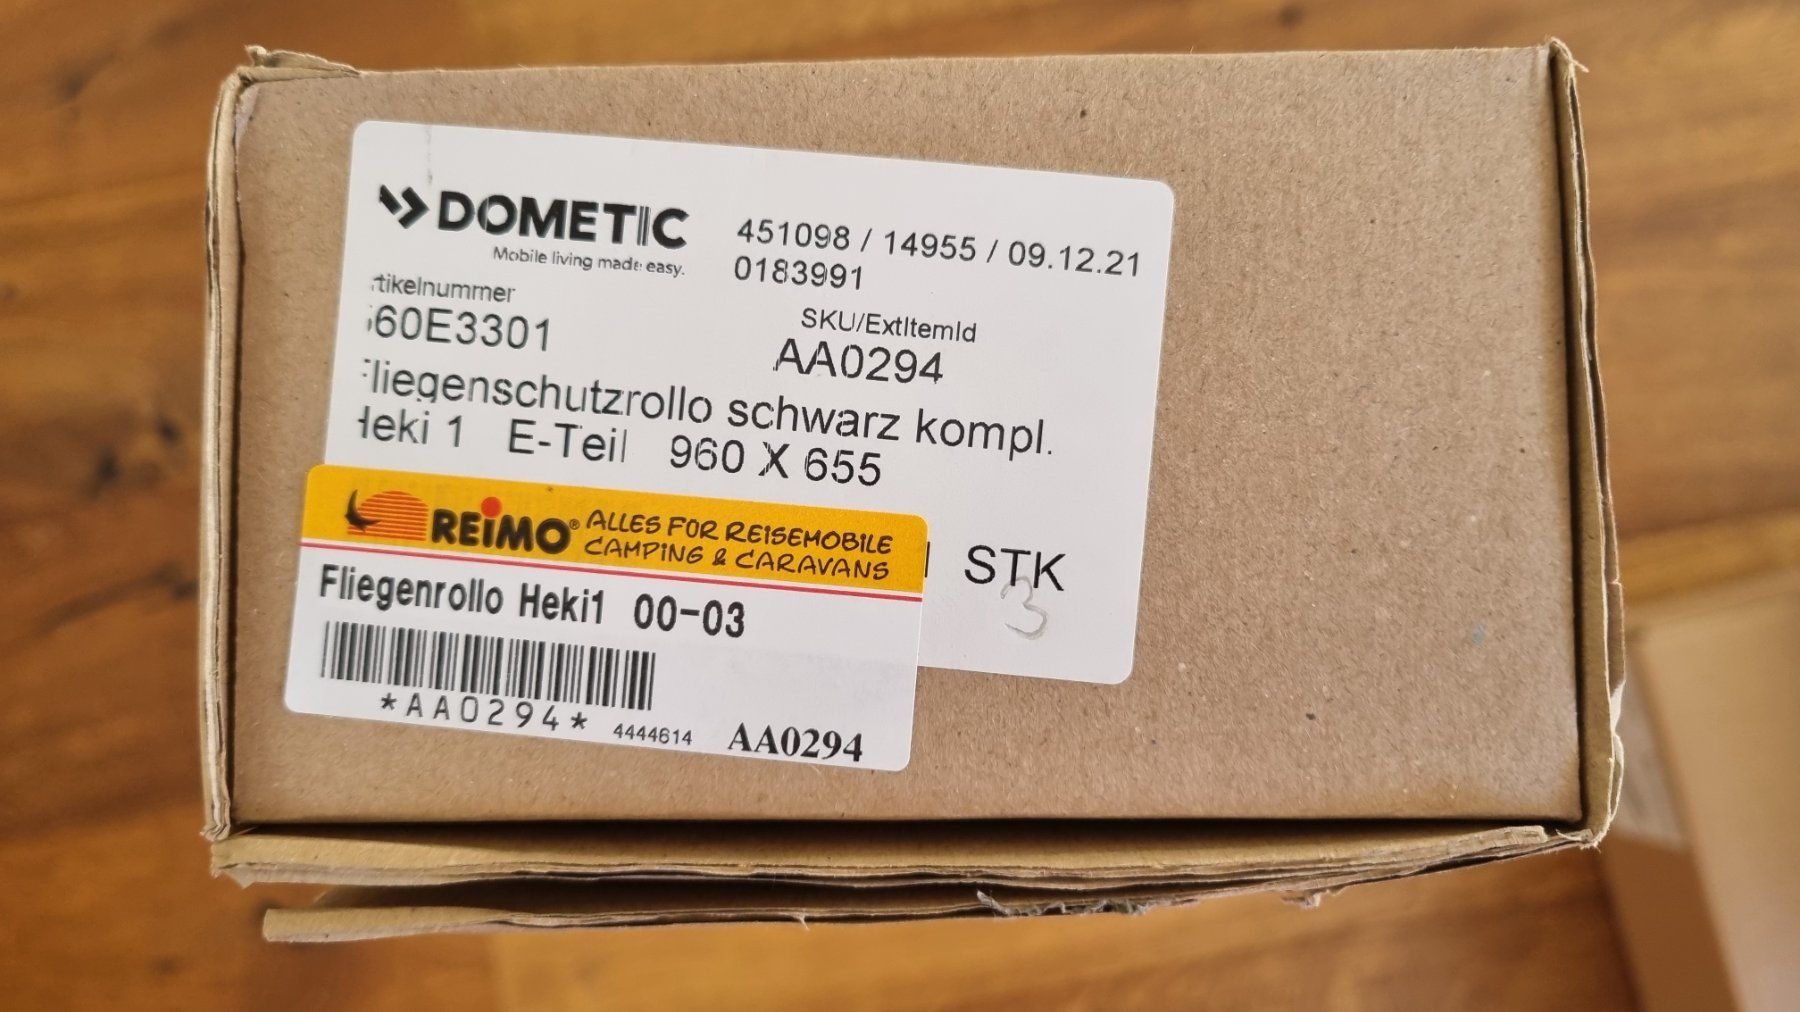 DOMETIC
Mobile living made easy.
451098 / 14955 / 09.12.21
0183991
tikelnummer
60E3301
SKU/ExtItemId
AA0294
liegenschutzrollo schwarz kompl.
Heki 1 E-Teil 960 X 655
STK
3
REiMO® ALLES FÜR REISEMOBILE
CAMPING & CARAVANS
Fliegenrollo Heki1 00-03
*AA0294* 4444614 AA0294